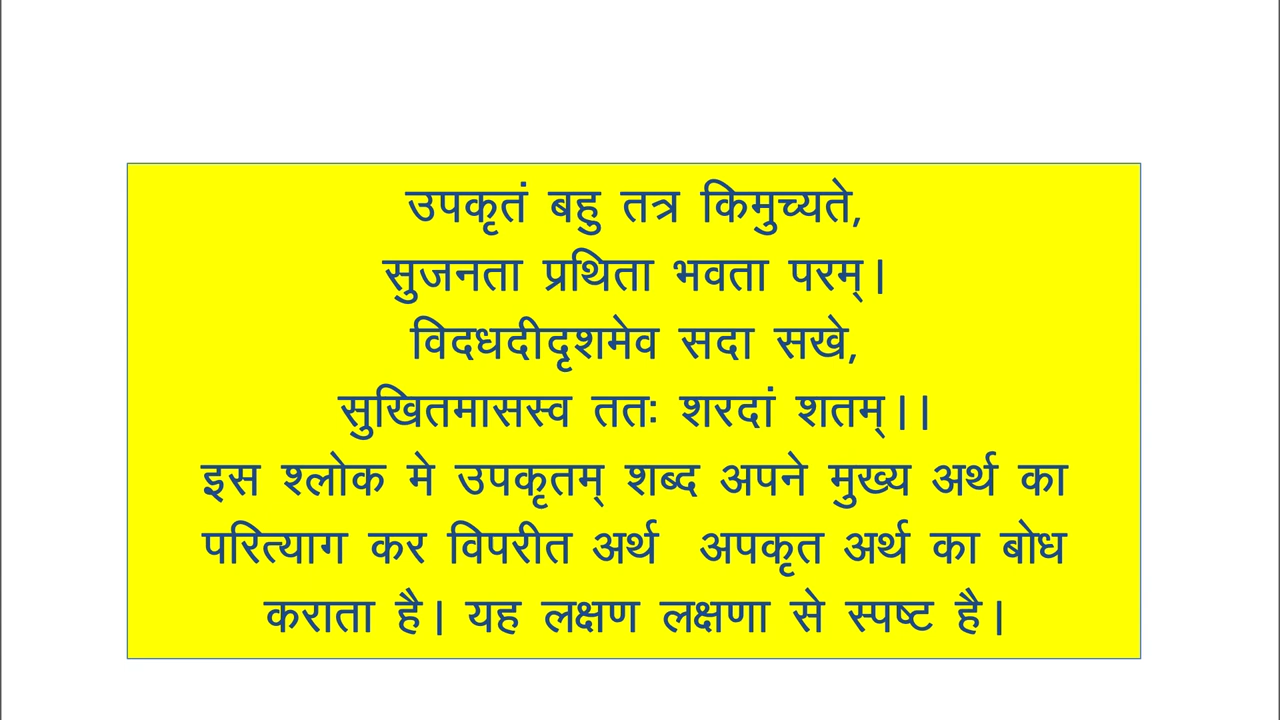 उपकृतं बहु तत्र किमुच्यते,
सुजनता प्रथिता भवता परम्।
विदधदीदृशमेव सदा सखे,
सुखितमासस्व ततः शरदां शतम्।।
इस श्लोक मे उपकृतम् शब्द अपने मुख्य अर्थ का
परित्याग कर विपरीत अर्थ अपकृत अर्थ का बोध
कराता है। यह लक्षण लक्षणा से स्पष्ट है।